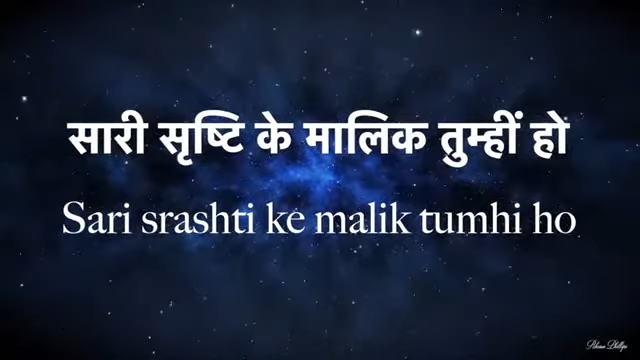 सारी सृष्टि के मालिक तुम्हीं हो
Sari srashti ke malik tumhi ho